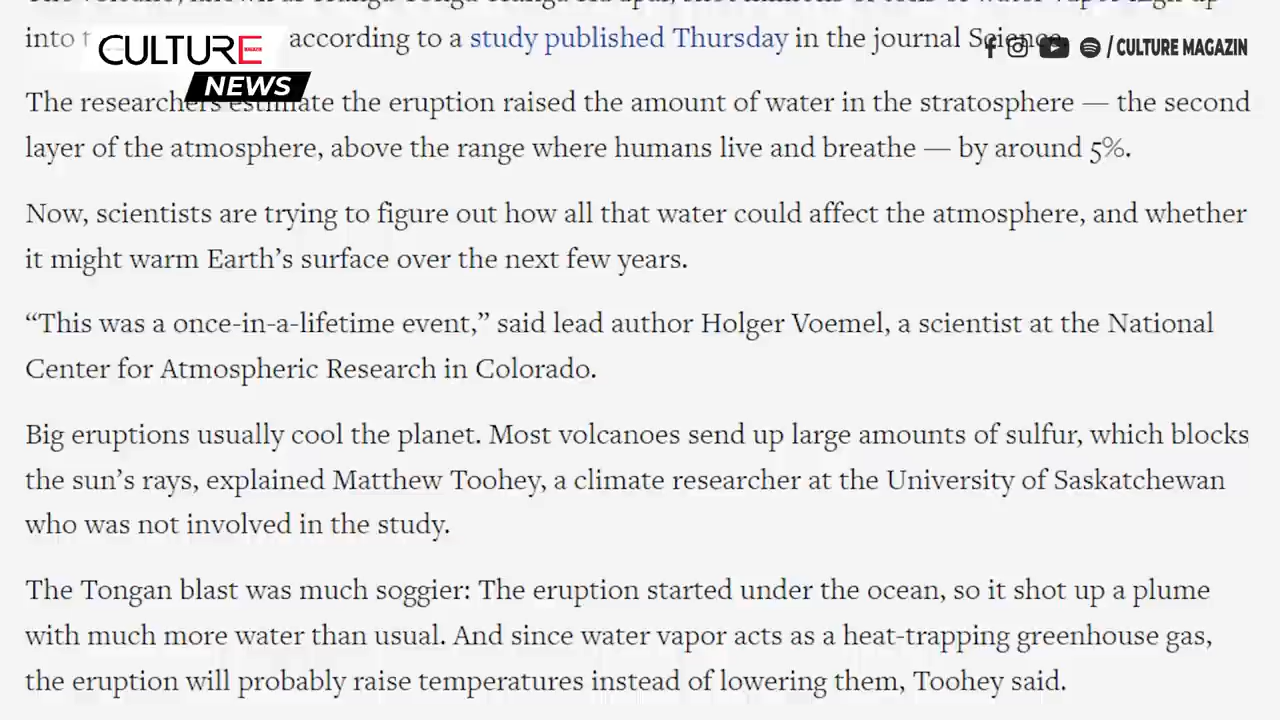 into t according to a study published Thursday in the journal Science.
CULTURE
NEWS
/ CULTURE MAGAZIN
The researchers estimate the eruption raised the amount of water in the stratosphere — the second
layer of the atmosphere, above the range where humans live and breathe — by around 5%.
Now, scientists are trying to figure out how all that water could affect the atmosphere, and whether
it might warm Earth’s surface over the next few years.
“This was a once-in-a-lifetime event,” said lead author Holger Voemel, a scientist at the National
Center for Atmospheric Research in Colorado.
Big eruptions usually cool the planet. Most volcanoes send up large amounts of sulfur, which blocks
the sun’s rays, explained Matthew Toohey, a climate researcher at the University of Saskatchewan
who was not involved in the study.
The Tongan blast was much soggier: The eruption started under the ocean, so it shot up a plume
with much more water than usual. And since water vapor acts as a heat-trapping greenhouse gas,
the eruption will probably raise temperatures instead of lowering them, Toohey said.